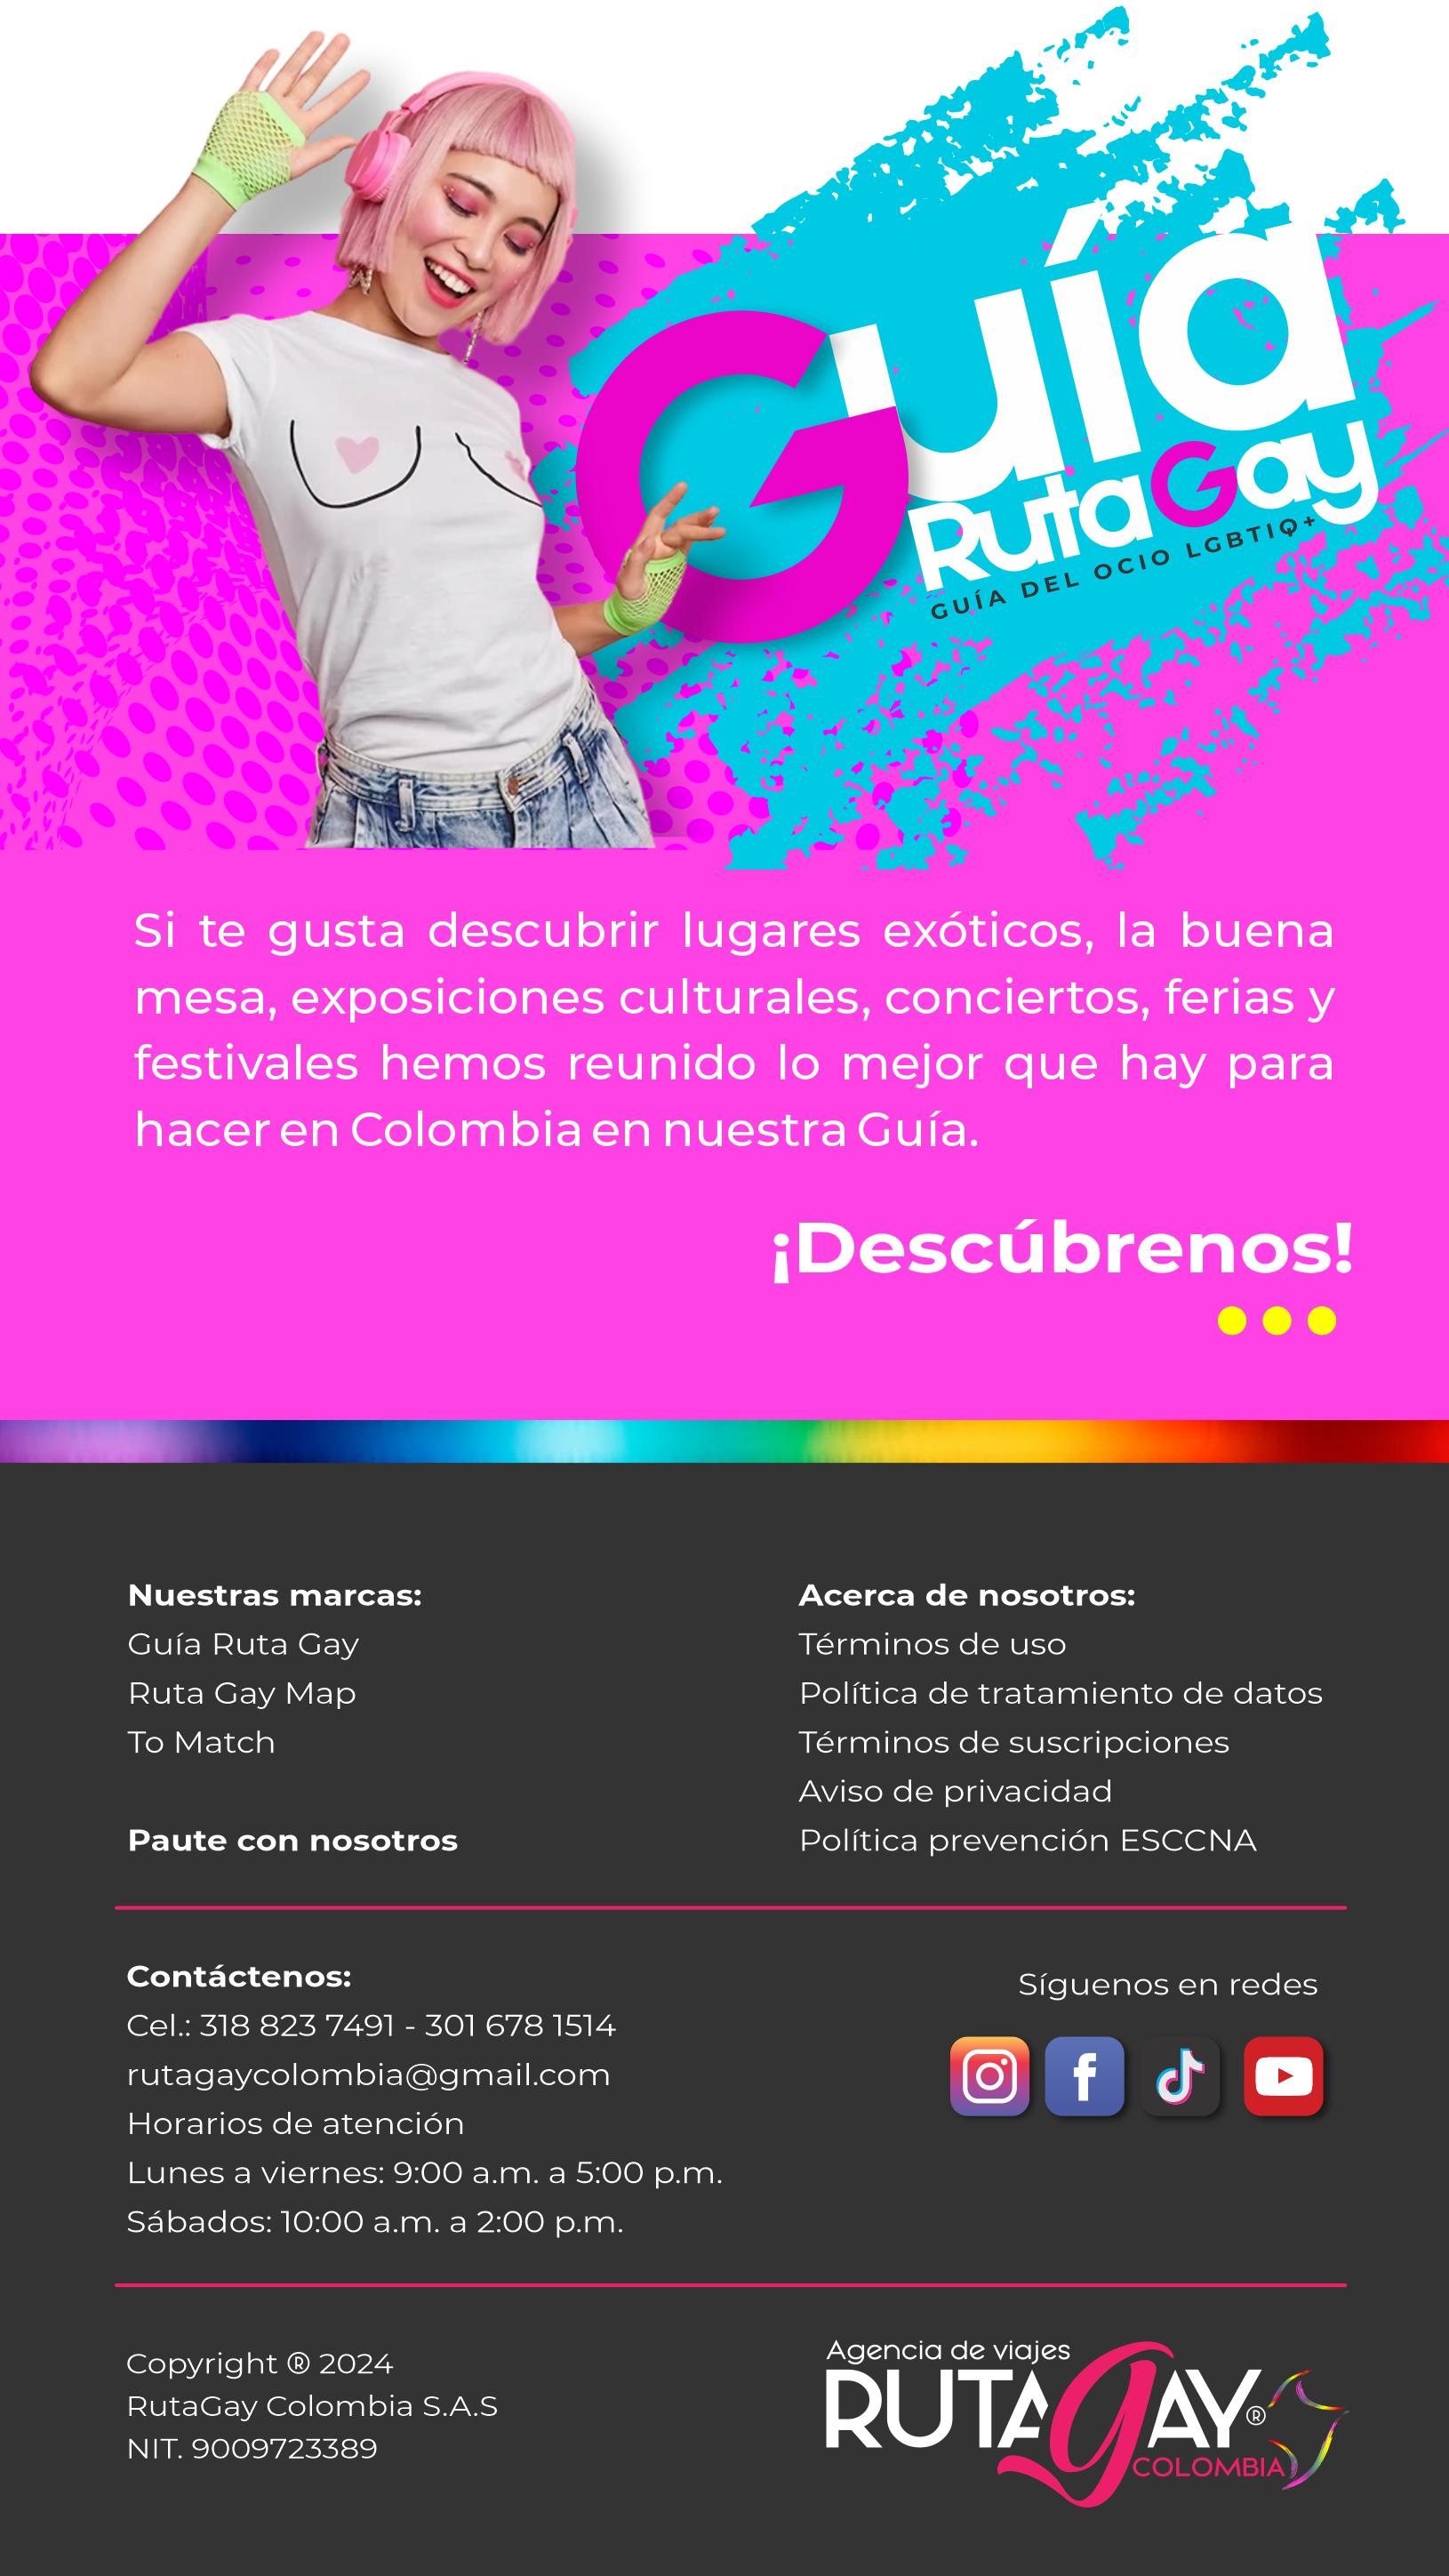 Guía
RutaGay
GUÍA DEL OCIO LGBTIQ+
Si te gusta descubrir lugares exóticos, la buena
mesa, exposiciones culturales, conciertos, ferias y
festivales hemos reunido lo mejor que hay para
hacer en Colombia en nuestra Guía.
¡Descúbrenos!
Nuestras marcas:
Guía Ruta Gay
Ruta Gay Map
To Match
Paute con nosotros
Acerca de nosotros:
Términos de uso
Política de tratamiento de datos
Términos de suscripciones
Aviso de privacidad
Política prevención ESCCNA
Contáctenos:
Cel.: 318 823 7491 - 301 678 1514
rutagaycolombia@gmail.com
Horarios de atención
Lunes a viernes: 9:00 a.m. a 5:00 p.m.
Sábados: 10:00 a.m. a 2:00 p.m.
Síguenos en redes
Copyright ® 2024
RutaGay Colombia S.A.S
NIT. 9009723389
Agencia de viajes
RUTAgAY®
COLOMBIA